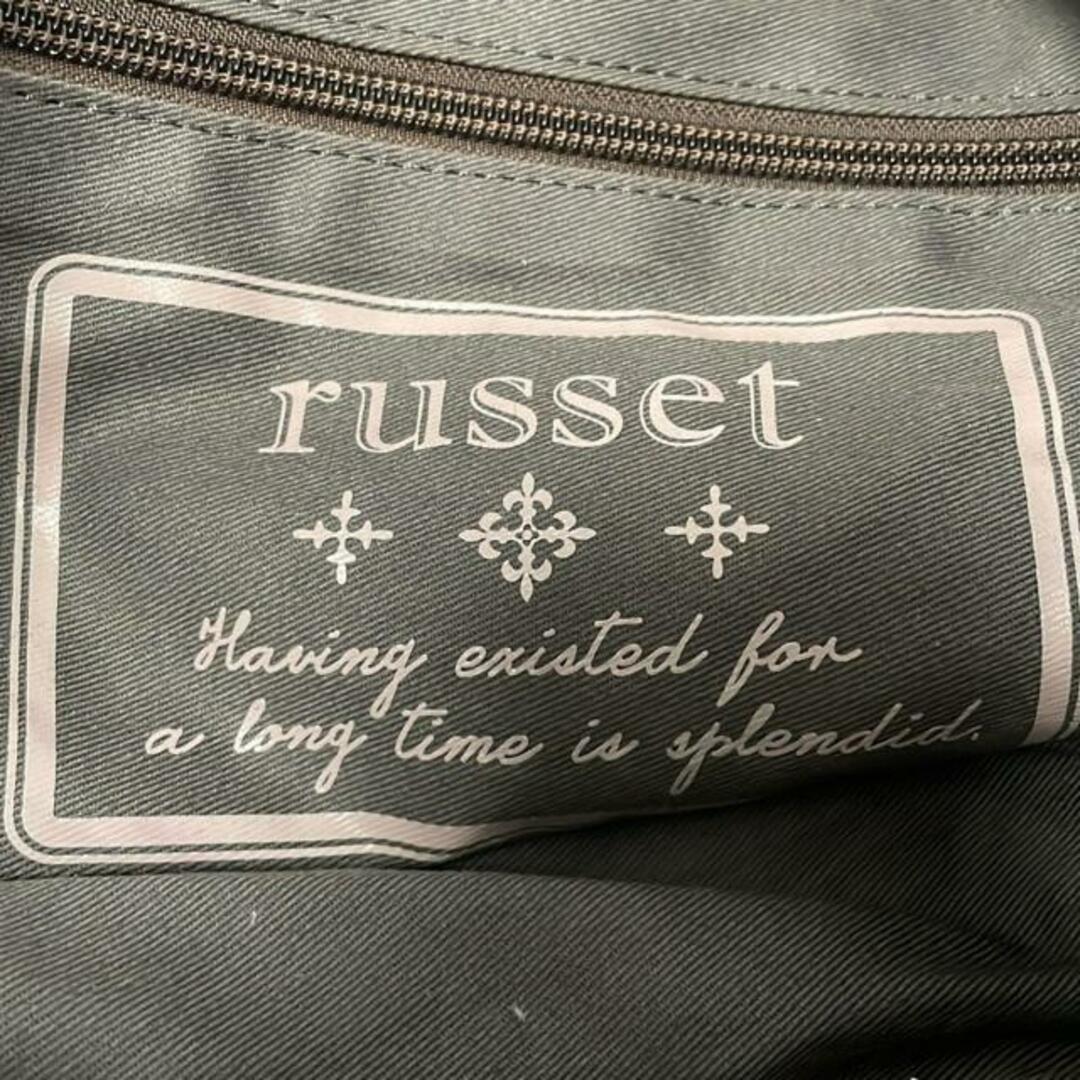 russet
Having existed for
a long time is splendid.